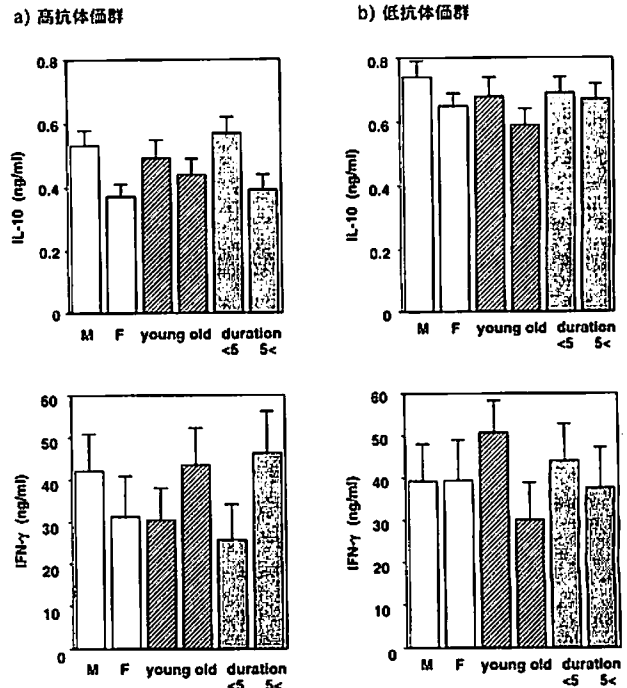 a) 高抗体価群
b) 低抗体価群
0.8
0.6
0.4
0.2
0
IL-10 (ng/ml)
M F young old duration
<5 5<
0.8
0.6
0.4
0.2
0
IL-10 (ng/ml)
M F young old duration
<5 5<
60
50
40
30
20
10
0
IFN-γ (ng/ml)
M F young old duration
<5 5<
60
50
40
30
20
10
0
IFN-γ (ng/ml)
M F young old duration
<5 5<